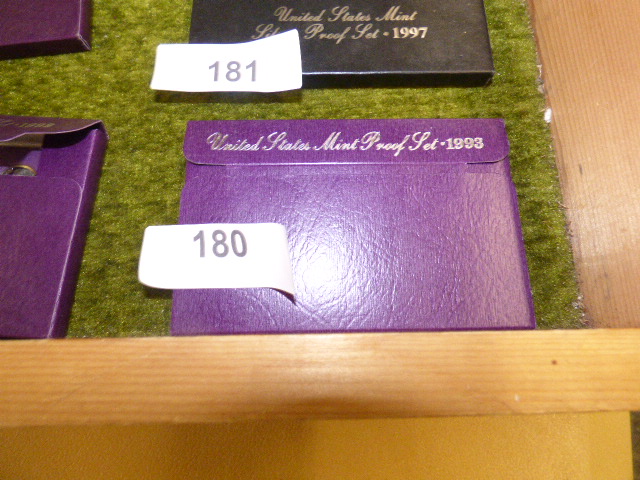 United States Mint
Silver Proof Set · 1997
181
United States Mint Proof Set · 1993
180